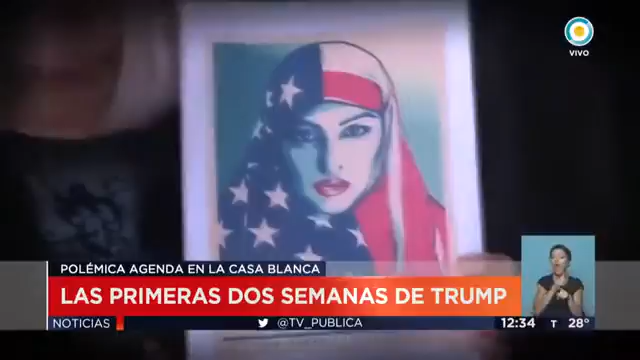 VIVO
POLÉMICA AGENDA EN LA CASA BLANCA
LAS PRIMERAS DOS SEMANAS DE TRUMP
NOTICIAS @TV_PUBLICA 12:34 T 28°